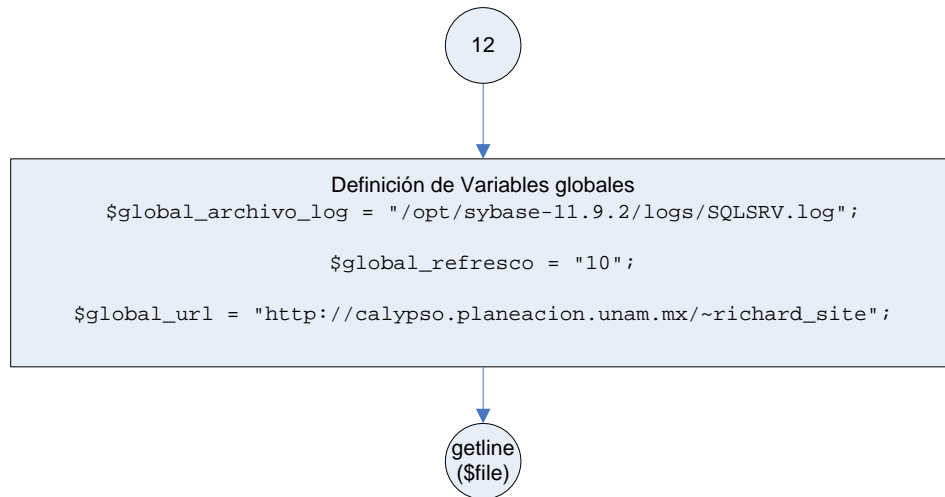 12
Definición de Variables globales
$global_archivo_log = "/opt/sybase-11.9.2/logs/SQLSRV.log";
$global_refresco = "10";
$global_url = "http://calypso.planeacion.unam.mx/~richard_site";
getline
($file)